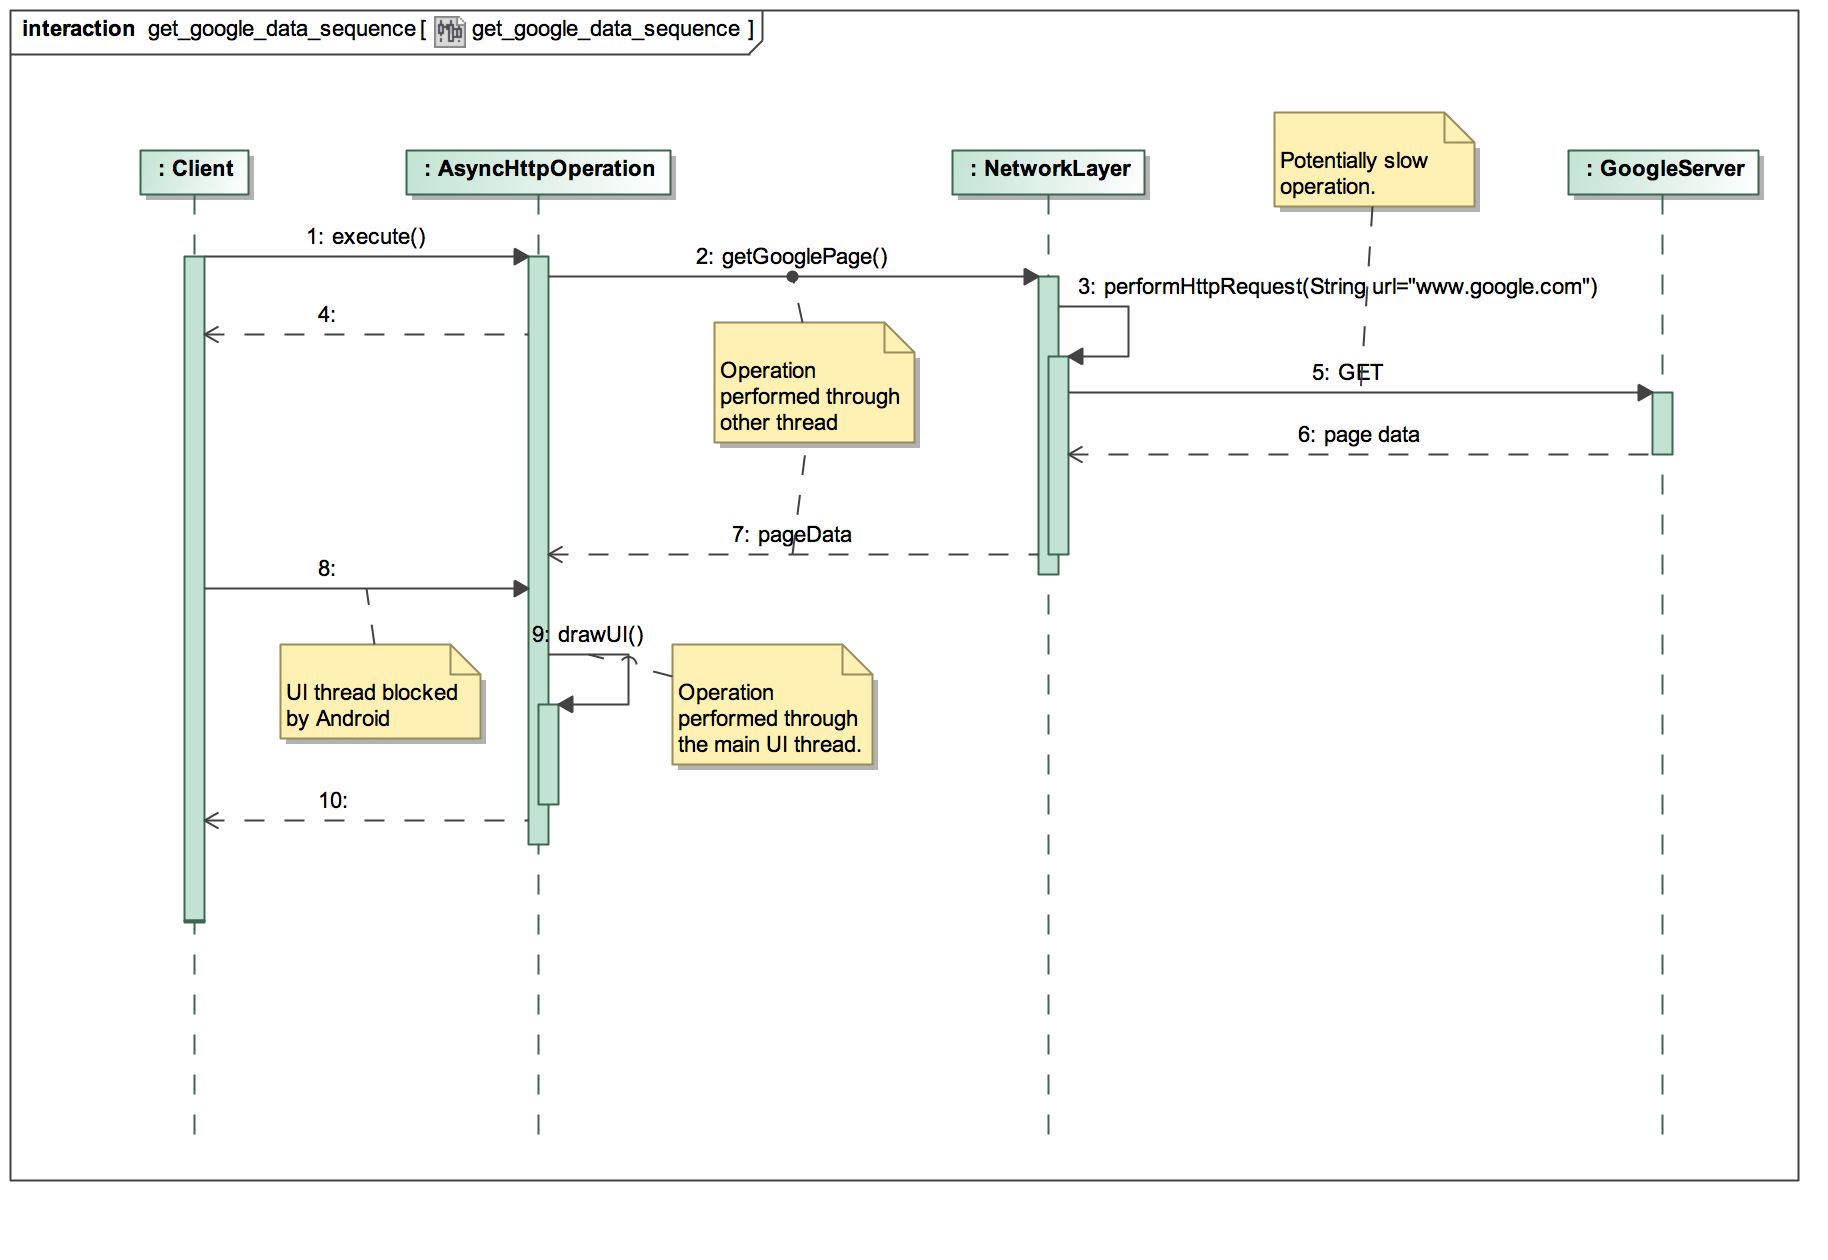 interaction get_google_data_sequence [ get_google_data_sequence ]
: Client
: AsyncHttpOperation
: NetworkLayer
Potentially slow
operation.
: GoogleServer
1: execute()
2: getGooglePage()
3: performHttpRequest(String url="www.google.com")
4:
Operation
performed through
other thread
5: GET
6: page data
7: pageData
8:
UI thread blocked
by Android
9: drawUI()
Operation
performed through
the main UI thread.
10: